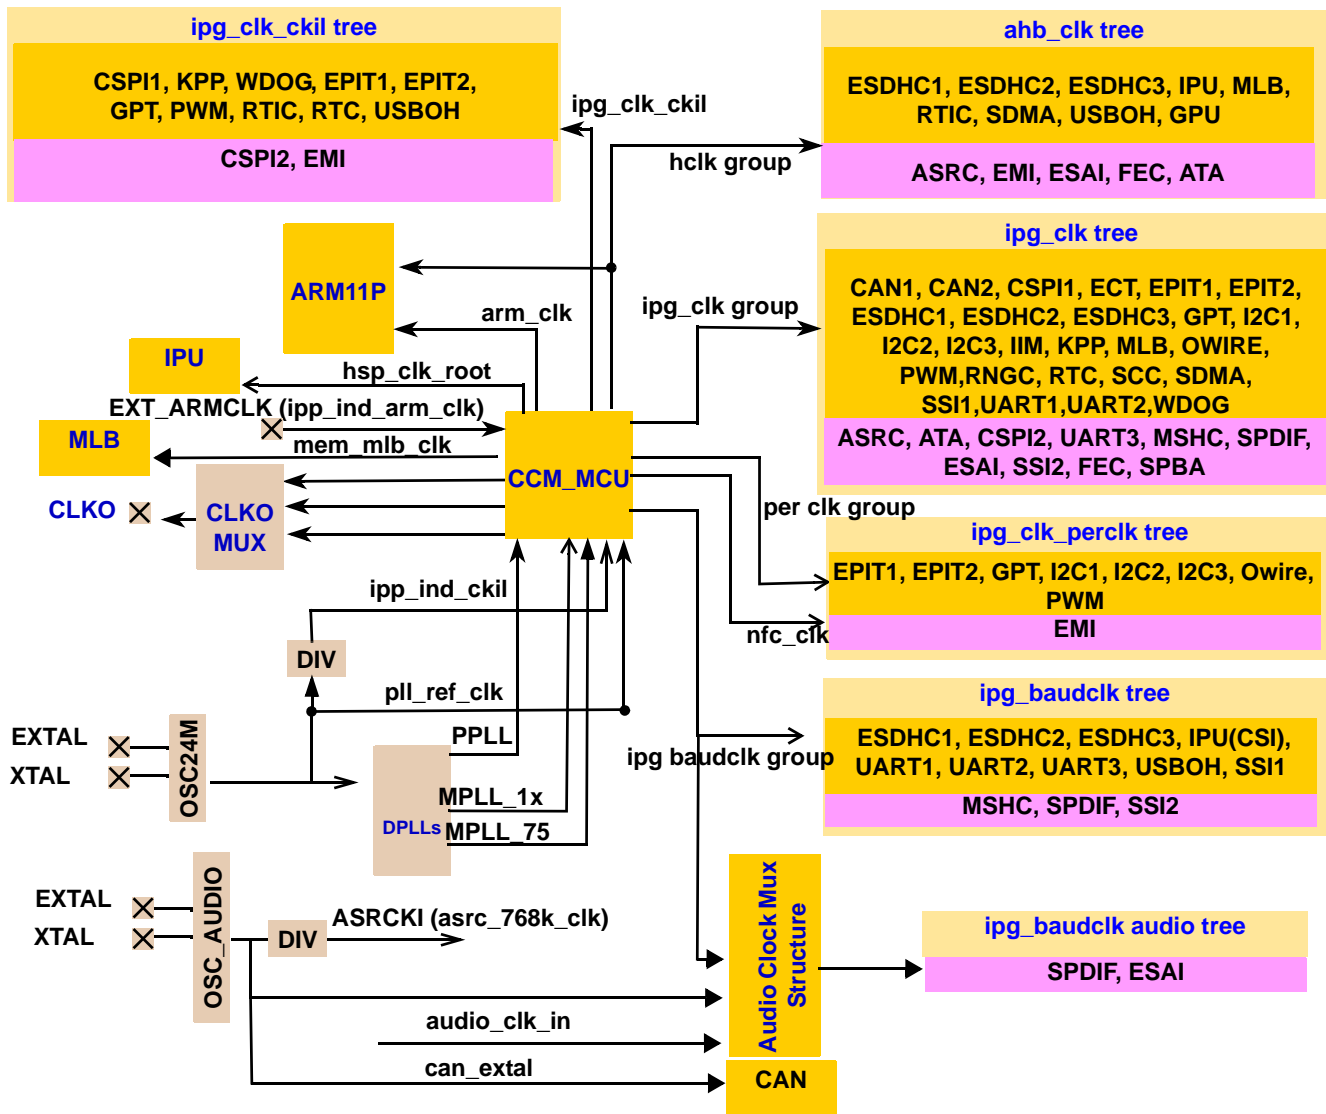 ipg_clk_ckil tree
CSPI1, KPP, WDOG, EPIT1, EPIT2,
GPT, PWM, RTIC, RTC, USBOH
CSPI2, EMI
ipg_clk_ckil
hclk group
ahb_clk tree
ESDHC1, ESDHC2, ESDHC3, IPU, MLB,
RTIC, SDMA, USBOH, GPU
ASRC, EMI, ESAI, FEC, ATA
ARM11P
arm_clk
ipg_clk group
ipg_clk tree
CAN1, CAN2, CSPI1, ECT, EPIT1, EPIT2,
ESDHC1, ESDHC2, ESDHC3, GPT, I2C1,
I2C2, I2C3, IIM, KPP, MLB, OWIRE,
PWM,RNGC, RTC, SCC, SDMA,
SSI1,UART1,UART2,WDOG
ASRC, ATA, CSPI2, UART3, MSHC, SPDIF,
ESAI, SSI2, FEC, SPBA
IPU
hsp_clk_root
EXT_ARMCLK (ipp_ind_arm_clk)
MLB
mem_mlb_clk
CCM_MCU
CLKO
CLKO
MUX
per clk group
ipg_clk_perclk tree
EPIT1, EPIT2, GPT, I2C1, I2C2, I2C3, Owire,
PWM
EMI
nfc_clk
ipp_ind_ckil
DIV
pll_ref_clk
ipg_baudclk tree
ESDHC1, ESDHC2, ESDHC3, IPU(CSI),
UART1, UART2, UART3, USBOH, SSI1
MSHC, SPDIF, SSI2
ipg baudclk group
EXTAL
XTAL
OSC24M
PPLL
MPLL_1x
DPLLs
MPLL_75
EXTAL
XTAL
OSC_AUDIO
DIV
ASRCKI (asrc_768k_clk)
Audio Clock Mux
Structure
ipg_baudclk audio tree
SPDIF, ESAI
audio_clk_in
can_extal
CAN